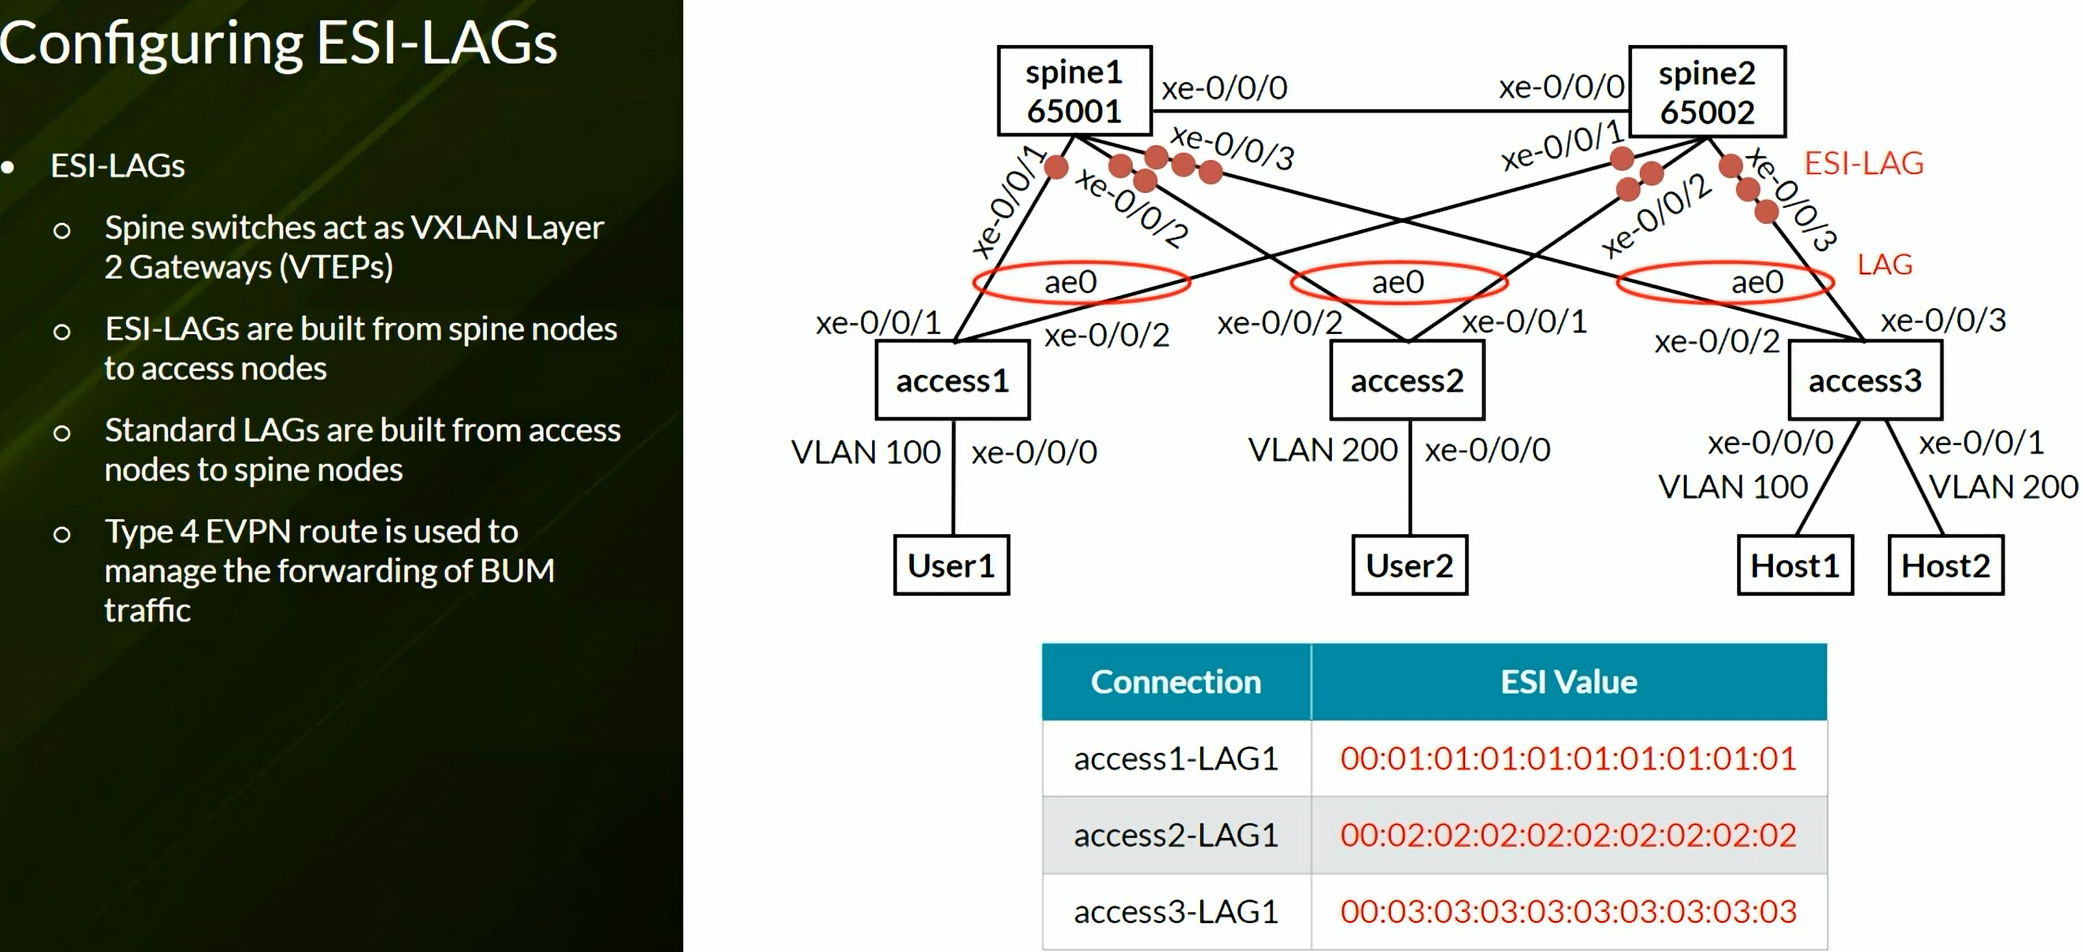 Configuring ESI-LAGs
• ESI-LAGs
o Spine switches act as VXLAN Layer
2 Gateways (VTEPs)
o ESI-LAGs are built from spine nodes
to access nodes
o Standard LAGs are built from access
nodes to spine nodes
o Type 4 EVPN route is used to
manage the forwarding of BUM
traffic
spine1
65001
xe-0/0/0
xe-0/0/0
spine2
65002
xe-0/0/1
xe-0/0/2
xe-0/0/3
xe-0/0/1
xe-0/0/2
xe-0/0/3
ESI-LAG
LAG
ae0
ae0
ae0
xe-0/0/1
xe-0/0/2
xe-0/0/2
xe-0/0/1
xe-0/0/2
xe-0/0/3
access1
access2
access3
VLAN 100
xe-0/0/0
VLAN 200
xe-0/0/0
xe-0/0/0
VLAN 100
xe-0/0/1
VLAN 200
User1
User2
Host1
Host2
Connection ESI Value
access1-LAG1 00:01:01:01:01:01:01:01:01:01
access2-LAG1 00:02:02:02:02:02:02:02:02:02
access3-LAG1 00:03:03:03:03:03:03:03:03:03